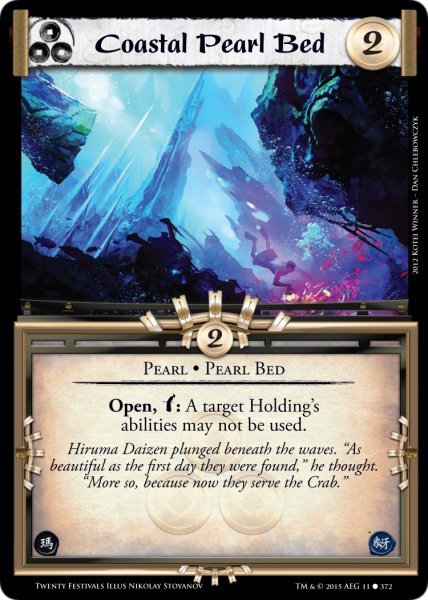 Coastal Pearl Bed
2
2012 Kotei Winner – Dan Chlebowczyk
2
Pearl • Pearl Bed
Open, : A target Holding's
abilities may not be used.
Hiruma Daizen plunged beneath the waves. “As
beautiful as the first day they were found,” he thought.
“More so, because now they serve the Crab.”
瑪
牙
Twenty Festivals Illus Nikolay Stoyanov
TM & © 2015 AEG 11 • 372